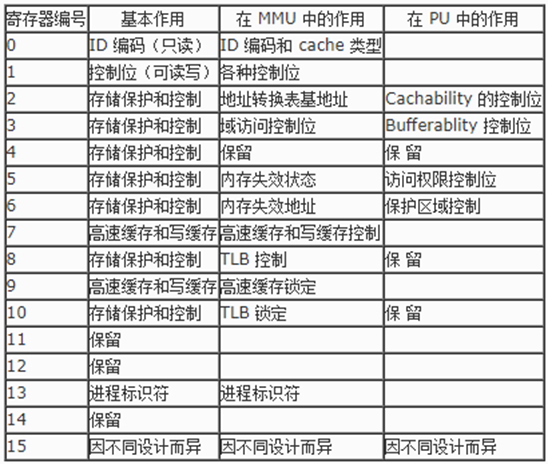 寄存器编号 基本作用 在 MMU 中的作用 在 PU 中的作用
0 ID 编码（只读） ID 编码和 cache 类型
1 控制位（可读写） 各种控制位
2 存储保护和控制 地址转换表基地址 Cachability 的控制位
3 存储保护和控制 域访问控制位 Bufferablity 控制位
4 存储保护和控制 保留 保 留
5 存储保护和控制 内存失效状态 访问权限控制位
6 存储保护和控制 内存失效地址 保护区域控制
7 高速缓存和写缓存 高速缓存和写缓存控制
8 存储保护和控制 TLB 控制 保 留
9 高速缓存和写缓存 高速缓存锁定
10 存储保护和控制 TLB 锁定 保 留
11 保留
12 保留
13 进程标识符 进程标识符
14 保留
15 因不同设计而异 因不同设计而异 因不同设计而异